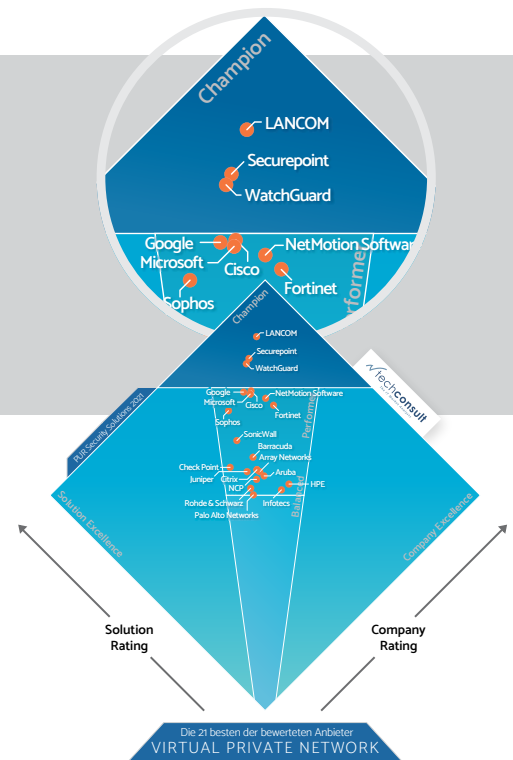 Champion
LANCOM
Securepoint
WatchGuard
Google
NetMotion Softwar
Microsoft
Cisco
Sophos
Fortinet
rformer
Champion
LANCOM
Securepoint
WatchGuard
techconsult
PUR Security Solutions 2021
Google
NetMotion Software
Microsoft
Cisco
Fortinet
Sophos
Performe
SonicWall
Barracuda
Array Networks
Check Point
Aruba
Juniper
Citrix
HPE
NCP
Balanced
Rohde & Schwarz
Infotecs
Palo Alto Networks
Solution Excellence
Company Excellence
Solution
Rating
Company
Rating
Die 21 besten der bewerteten Anbieter
VIRTUAL PRIVATE NETWORK